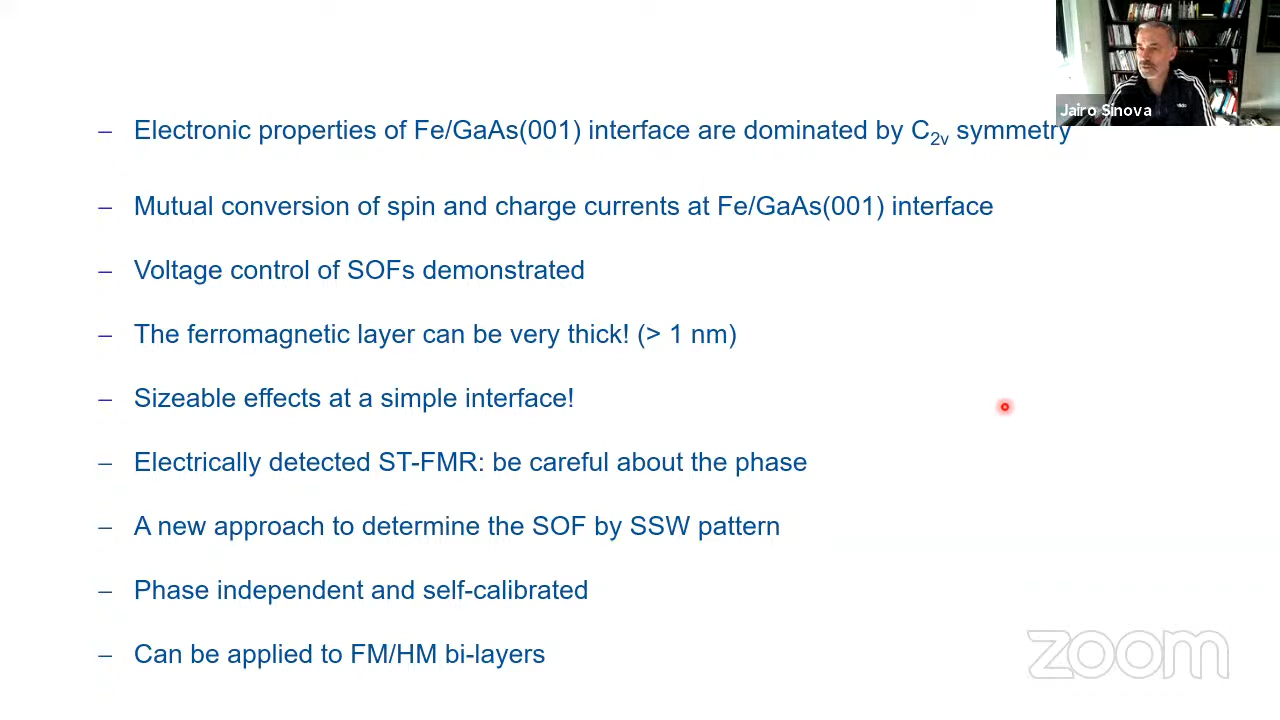 Jairo Sinova
– Electronic properties of Fe/GaAs(001) interface are dominated by C2v symmetry
– Mutual conversion of spin and charge currents at Fe/GaAs(001) interface
– Voltage control of SOFs demonstrated
– The ferromagnetic layer can be very thick! (> 1 nm)
– Sizeable effects at a simple interface!
– Electrically detected ST-FMR: be careful about the phase
– A new approach to determine the SOF by SSW pattern
– Phase independent and self-calibrated
– Can be applied to FM/HM bi-layers
zoom